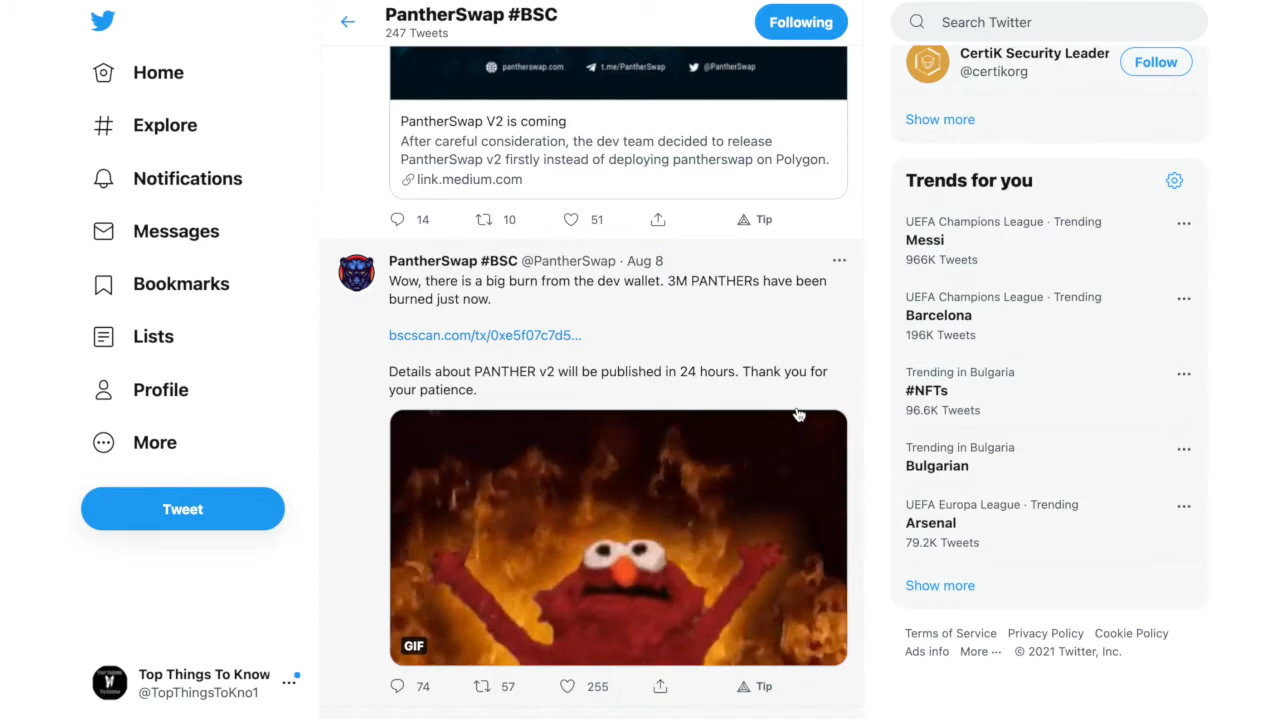 Home
Explore
Notifications
Messages
Bookmarks
Lists
Profile
More
Tweet
Top Things To Know
@TopThingsToKno1
PantherSwap #BSC
247 Tweets
Following
pantherswap.com t.me/PantherSwap @PantherSwap
PantherSwap V2 is coming
After careful consideration, the dev team decided to release
PantherSwap v2 firstly instead of deploying pantherswap on Polygon.
link.medium.com
14 10 51 Tip
PantherSwap #BSC @PantherSwap · Aug 8
Wow, there is a big burn from the dev wallet. 3M PANTHERs have been
burned just now.
bscscan.com/tx/0xe5f07c7d5...
Details about PANTHER v2 will be published in 24 hours. Thank you for
your patience.
GIF
74 57 255 Tip
Search Twitter
CertiK Security Leader
@certikorg
Follow
Show more
Trends for you
UEFA Champions League · Trending
Messi
966K Tweets
UEFA Champions League · Trending
Barcelona
196K Tweets
Trending in Bulgaria
#NFTs
96.6K Tweets
Trending in Bulgaria
Bulgarian
UEFA Europa League · Trending
Arsenal
79.2K Tweets
Show more
Terms of Service Privacy Policy Cookie Policy
Ads info More ··· © 2021 Twitter, Inc.